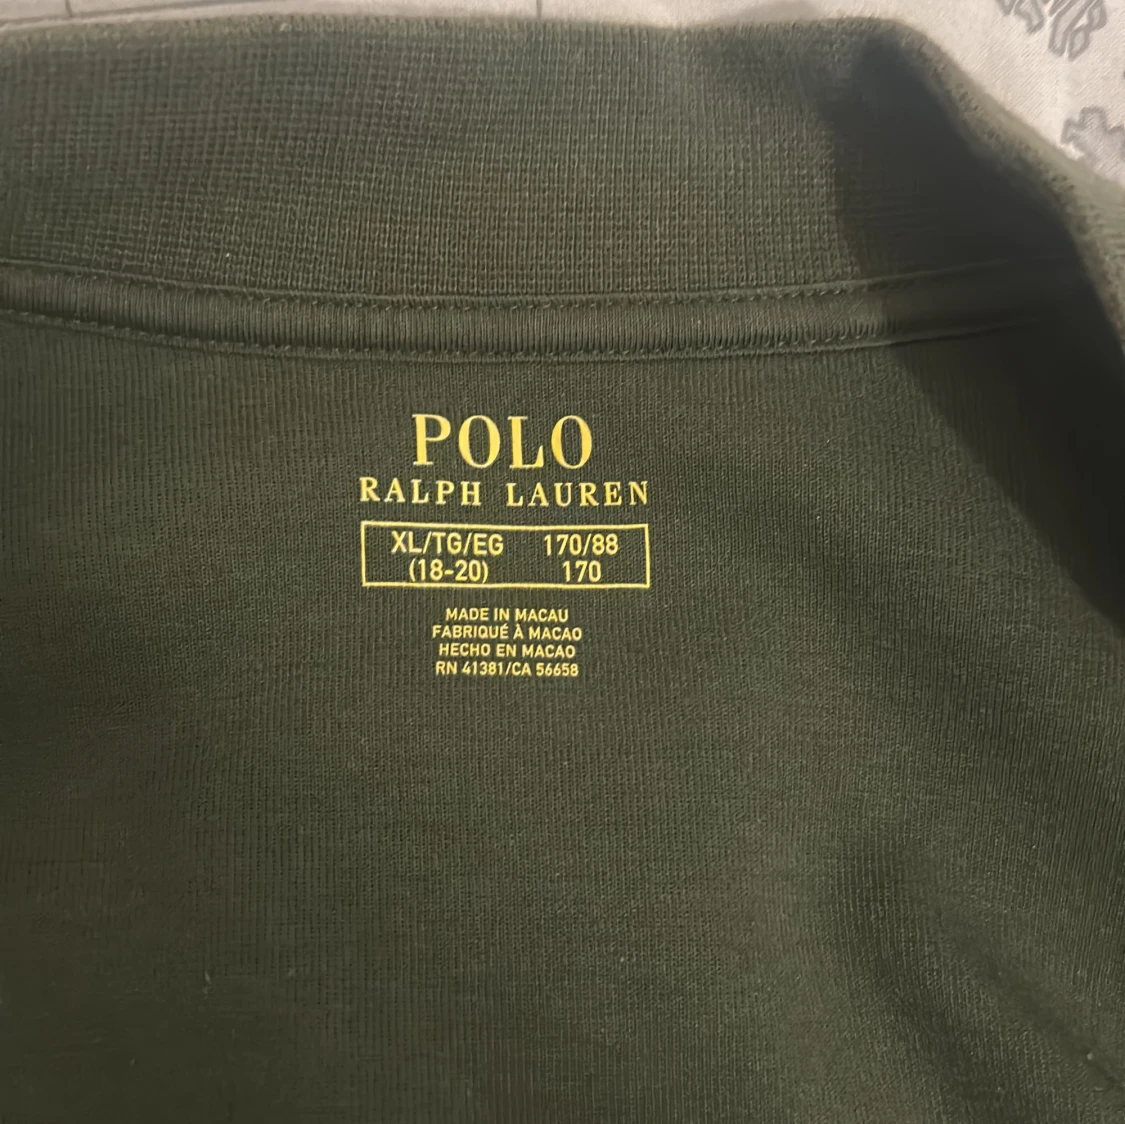 POLO
RALPH LAUREN
XL/TG/EG 170/88
(18-20) 170
MADE IN MACAU
FABRIQUÉ À MACAO
HECHO EN MACAO
RN 41381/CA 56658